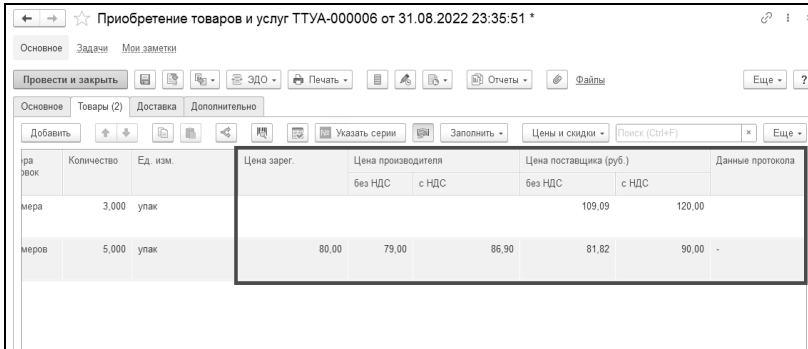 Приобретение товаров и услуг ТТУА-000006 от 31.08.2022 23:35:51 *
Основное Задачи Мои заметки
Провести и закрыть ЭДО Печать Отчеты Файлы Еще ?
Основное Товары (2) Доставка Дополнительно
Добавить № Указать серии Заполнить Цены и скидки Поиск (Ctrl+F) × Еще
ера Количество Ед. изм. Цена зарег. Цена производителя Цена поставщика (руб.) Данные протокола
овок без НДС с НДС без НДС с НДС
мера 3,000 упак 109,09 120,00
меров 5,000 упак 80,00 79,00 86,90 81,82 90,00 -